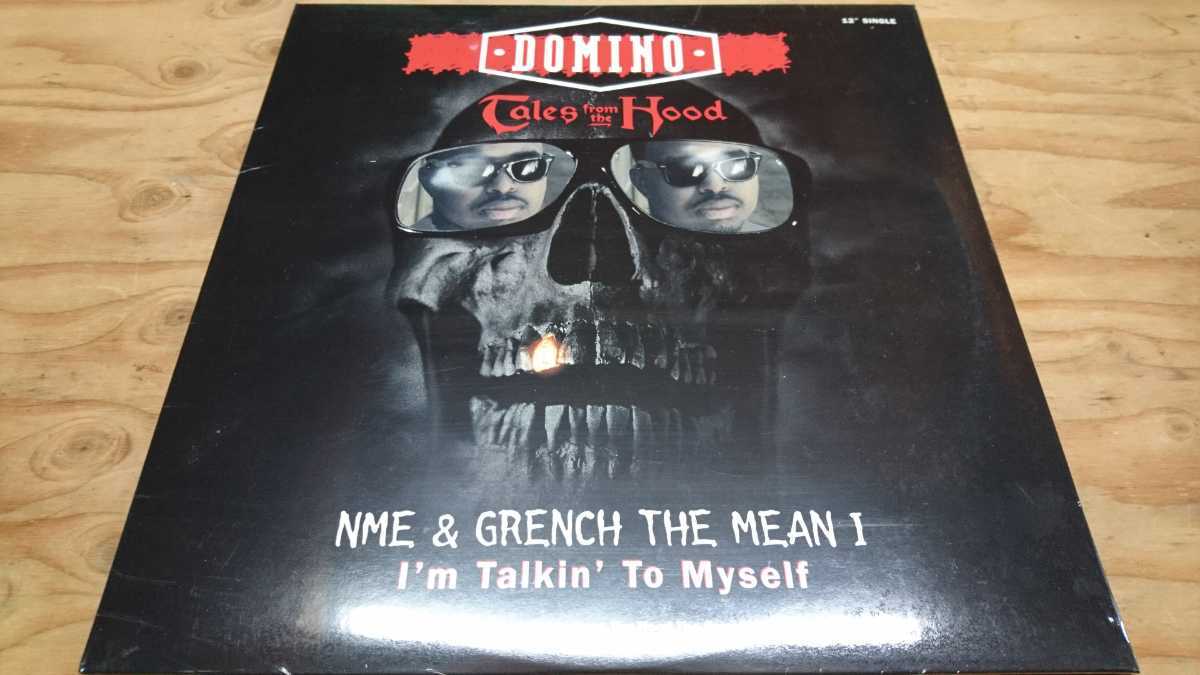 12" SINGLE
• DOMINO •
Tales from the Hood
NME & GRENCH THE MEAN I
I'm Talkin' To Myself